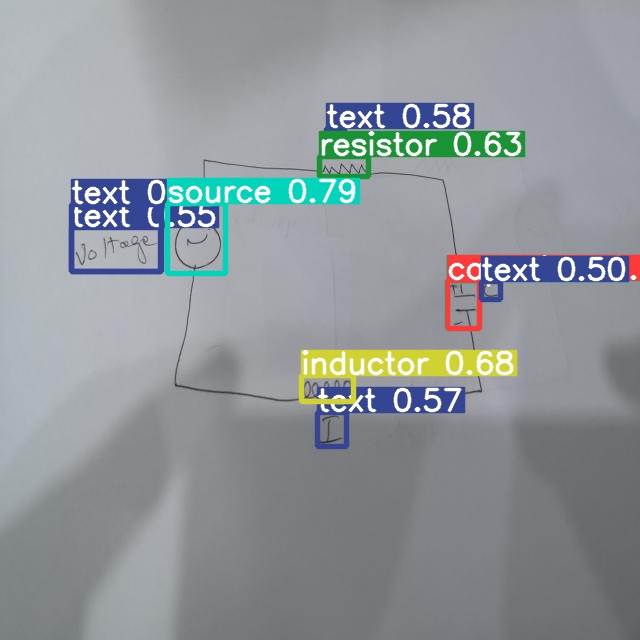 text 0.58
resistor 0.63
text 0
source 0.79
text 0.55
Voltage
text 0.50.
inductor 0.68
text 0.57
I